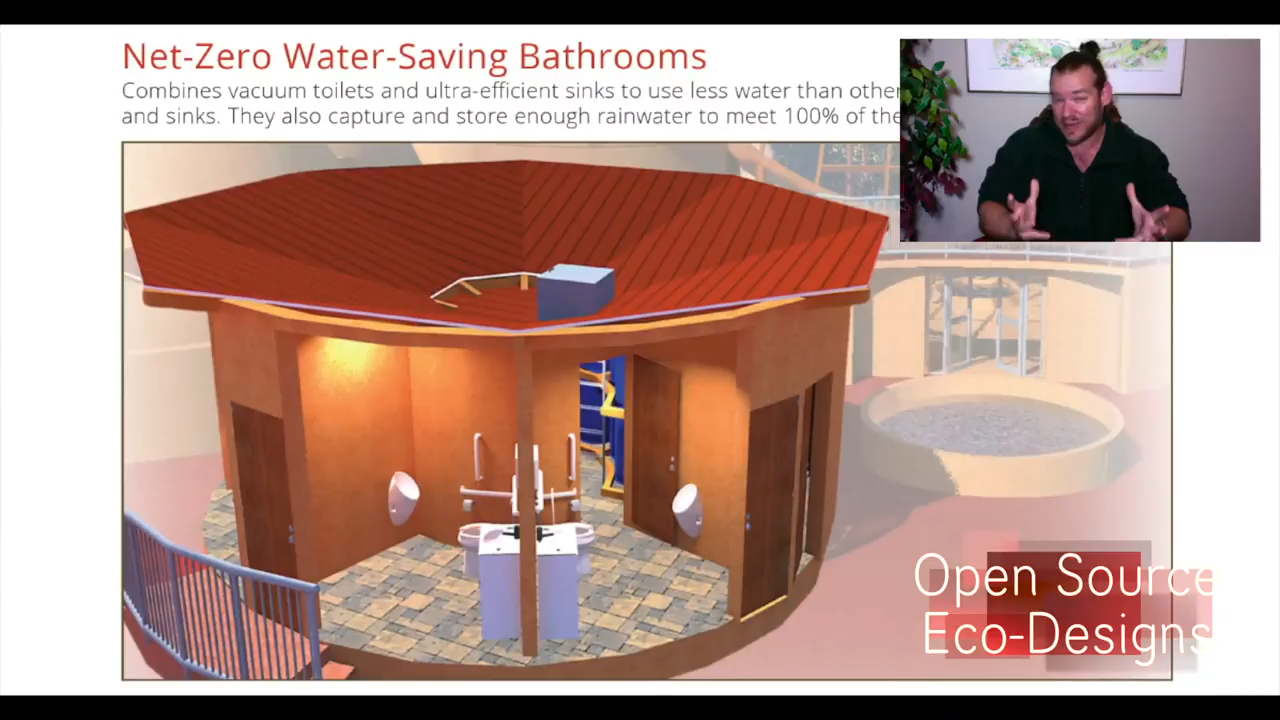 Net-Zero Water-Saving Bathrooms
Combines vacuum toilets and ultra-efficient sinks to use less water than other
and sinks. They also capture and store enough rainwater to meet 100% of the
Open Source
Eco-Designs